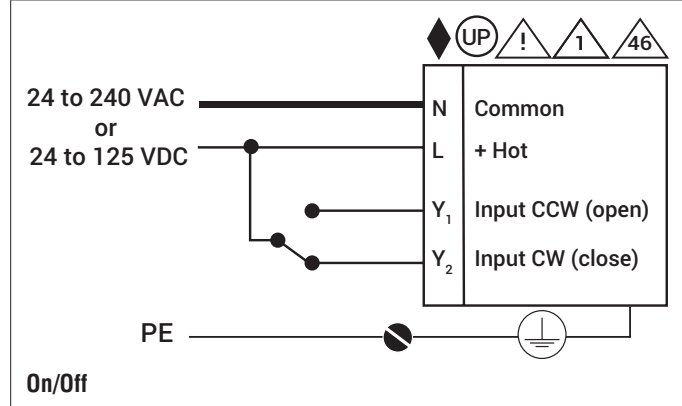 UP ! 1 46
24 to 240 VAC
or
24 to 125 VDC
N Common
L + Hot
Y₁ Input CCW (open)
Y₂ Input CW (close)
PE
On/Off